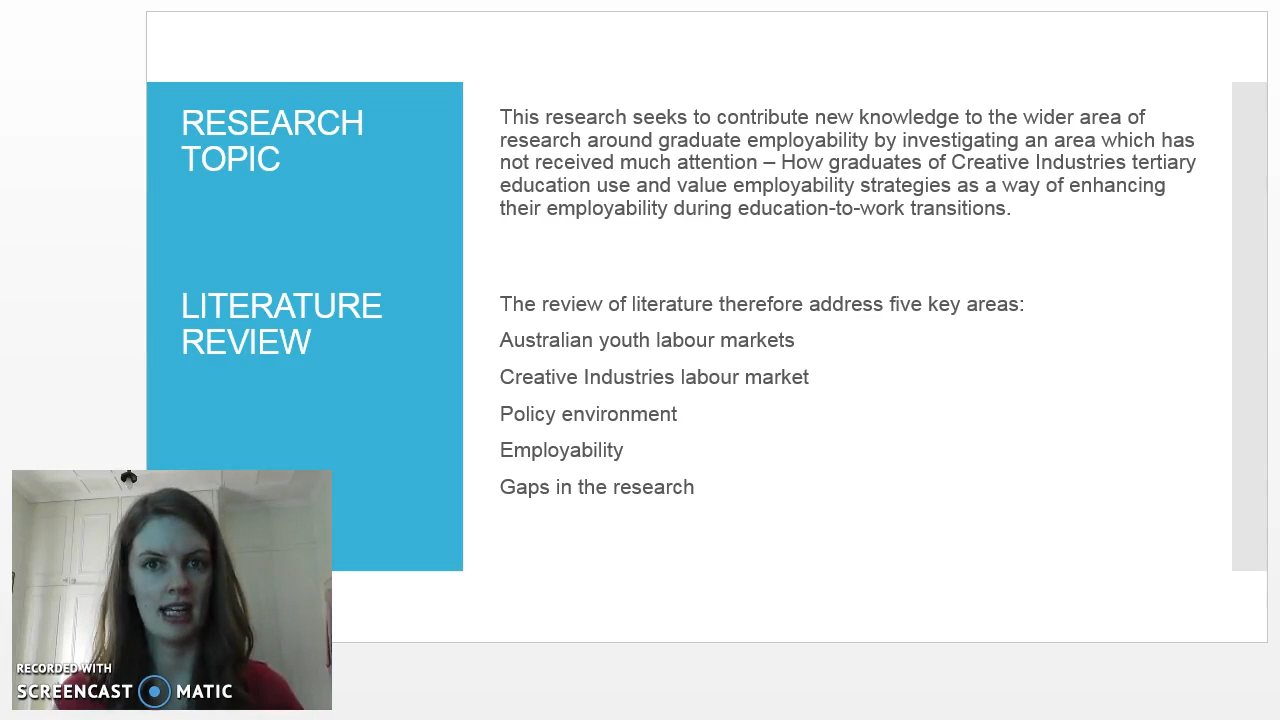 RESEARCH
TOPIC
This research seeks to contribute new knowledge to the wider area of
research around graduate employability by investigating an area which has
not received much attention – How graduates of Creative Industries tertiary
education use and value employability strategies as a way of enhancing
their employability during education-to-work transitions.
LITERATURE
REVIEW
The review of literature therefore address five key areas:
Australian youth labour markets
Creative Industries labour market
Policy environment
Employability
Gaps in the research
RECORDED WITH
SCREENCAST MATIC